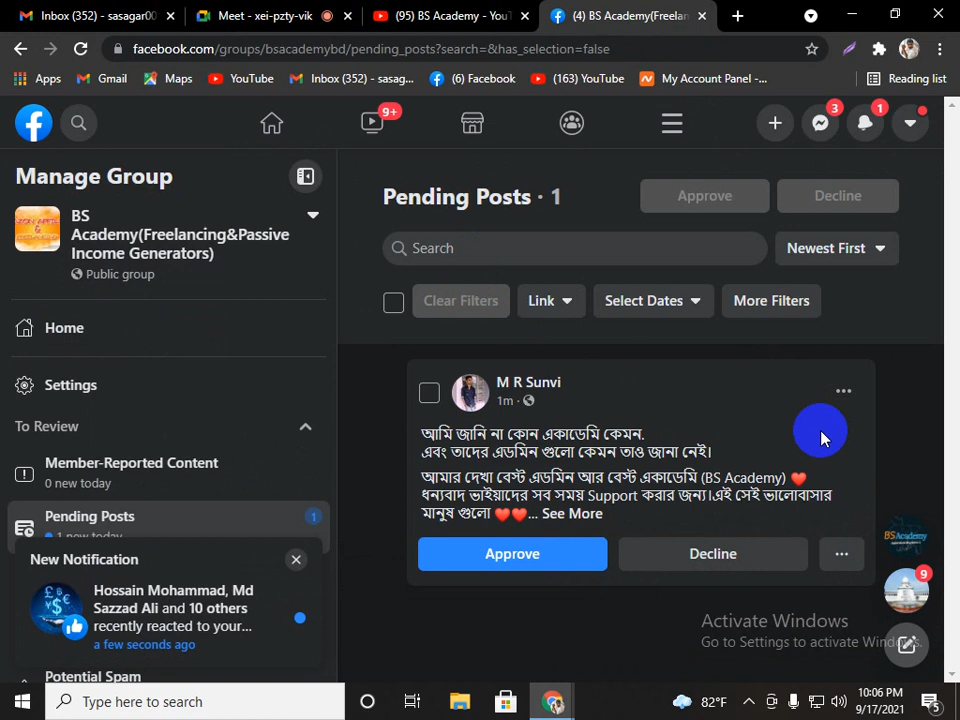 Inbox (352) - sasagar00
Meet - xei-pzty-vik
(95) BS Academy - YouT
(4) BS Academy(Freelan
facebook.com/groups/bsacademybd/pending_posts?search=&has_selection=false
Apps
Gmail
Maps
YouTube
Inbox (352) - sasag...
(6) Facebook
(163) YouTube
My Account Panel -...
Reading list
9+
3
1
Manage Group
BS
Academy(Freelancing&Passive
Income Generators)
Public group
Home
Settings
To Review
Member-Reported Content
0 new today
Pending Posts
1
1 new today
New Notification
Hossain Mohammad, Md
Sazzad Ali and 10 others
recently reacted to your...
a few seconds ago
Potential Spam
Pending Posts · 1
Approve
Decline
Search
Newest First
Clear Filters
Link
Select Dates
More Filters
M R Sunvi
1m ·
আমি জানি না কোন একাডেমি কেমন.
এবং তাদের এডমিন গুলো কেমন তাও জানা নেই।
আমার দেখা বেস্ট এডমিন আর বেস্ট একাডেমি (BS Academy) ❤️
ধন্যবাদ ভাইয়াদের সব সময় Support করার জন্য।এই সেই ভালোবাসার
মানুষ গুলো ❤️❤️... See More
Approve
Decline
BS Academy
9
Activate Windows
Go to Settings to activate Windows.
Type here to search
82°F
10:06 PM
9/17/2021
5